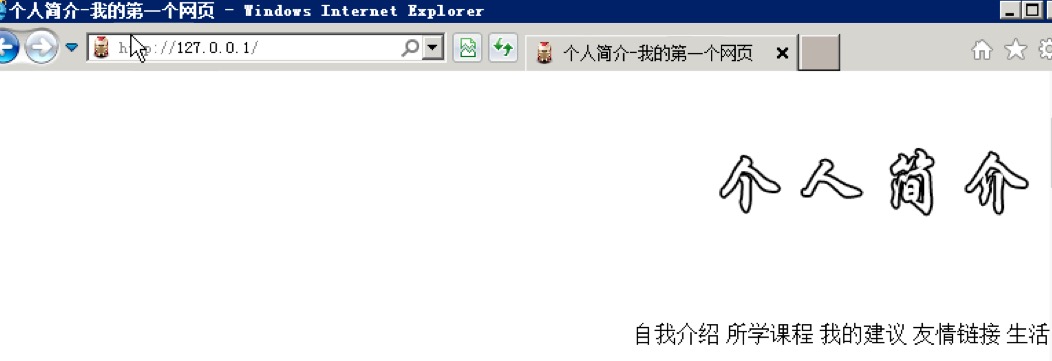 个人简介-我的第一个网页 - Windows Internet Explorer
http://127.0.0.1/
个人简介-我的第一个网页
个人简介
自我介绍 所学课程 我的建议 友情链接 生活